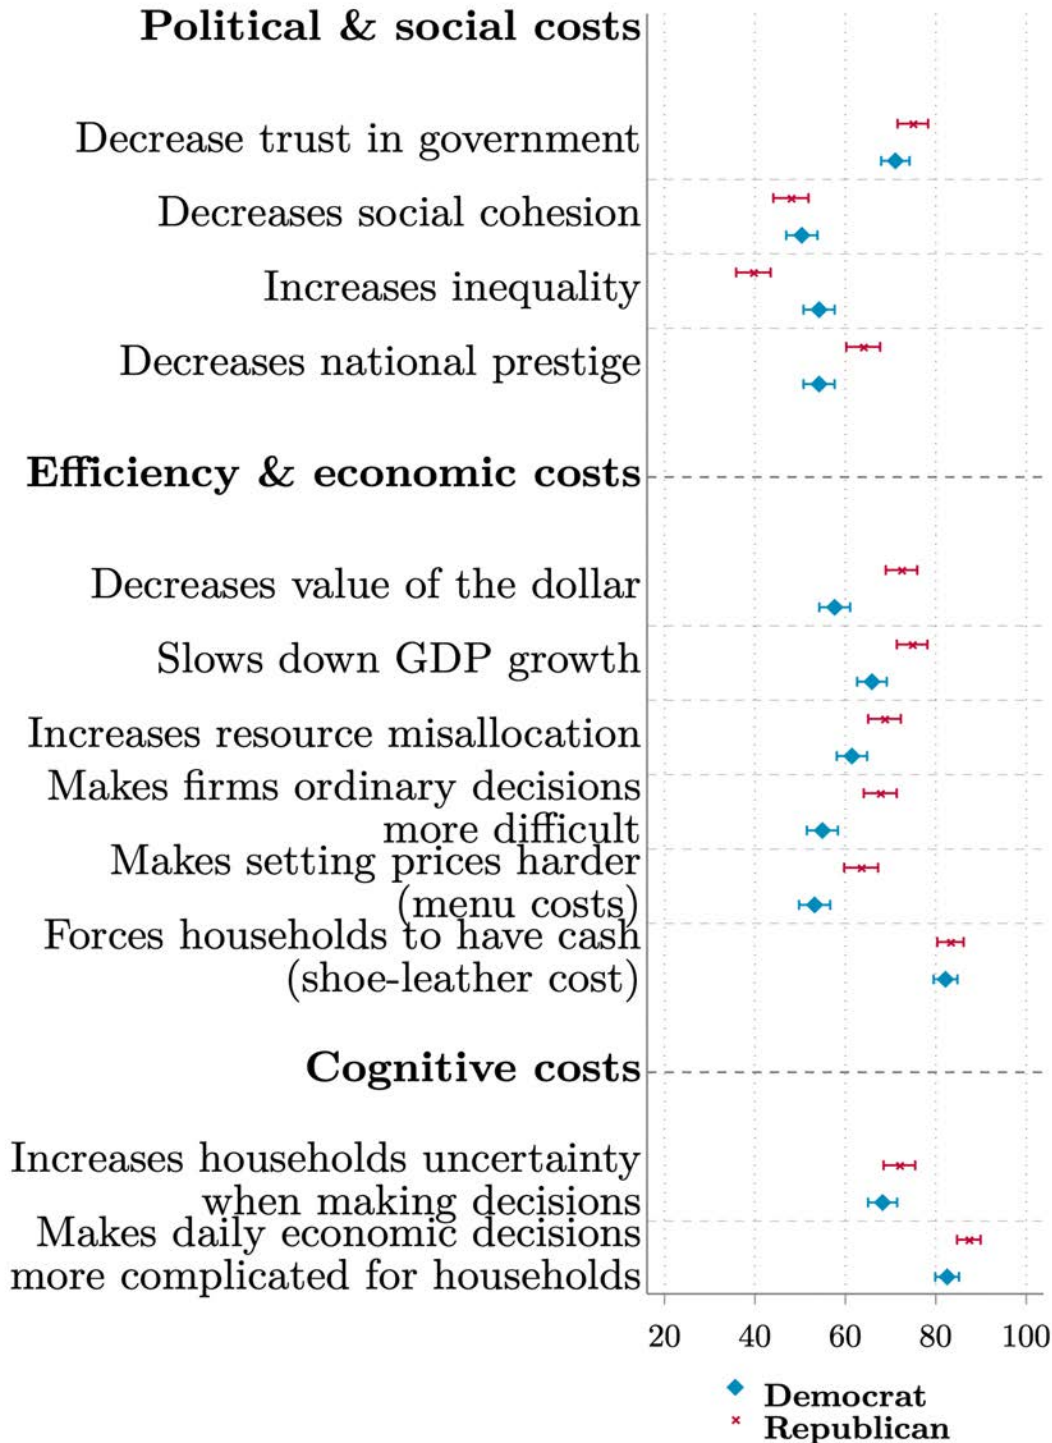 Political & social costs
Decrease trust in government
Decreases social cohesion
Increases inequality
Decreases national prestige
Efficiency & economic costs
Decreases value of the dollar
Slows down GDP growth
Increases resource misallocation
Makes firms ordinary decisions
more difficult
Makes setting prices harder
(menu costs)
Forces households to have cash
(shoe-leather cost)
Cognitive costs
Increases households uncertainty
when making decisions
Makes daily economic decisions
more complicated for households
20 40 60 80 100
Democrat
Republican